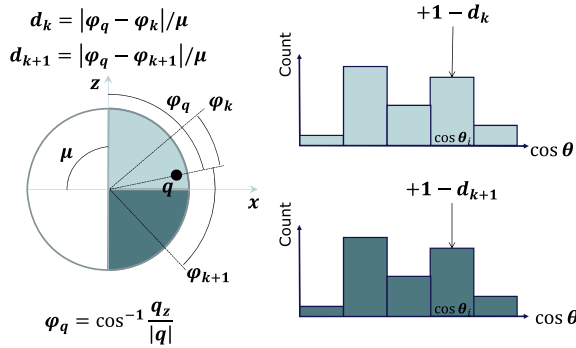 d_k = |φ_q − φ_k|/μ
d_{k+1} = |φ_q − φ_{k+1}|/μ
z
φ_q
φ_k
μ
q
x
φ_{k+1}
φ_q = cos⁻¹ q_z/|q|
+1 − d_k
Count
cos θ_i
cos θ
+1 − d_{k+1}
Count
cos θ_i
cos θ